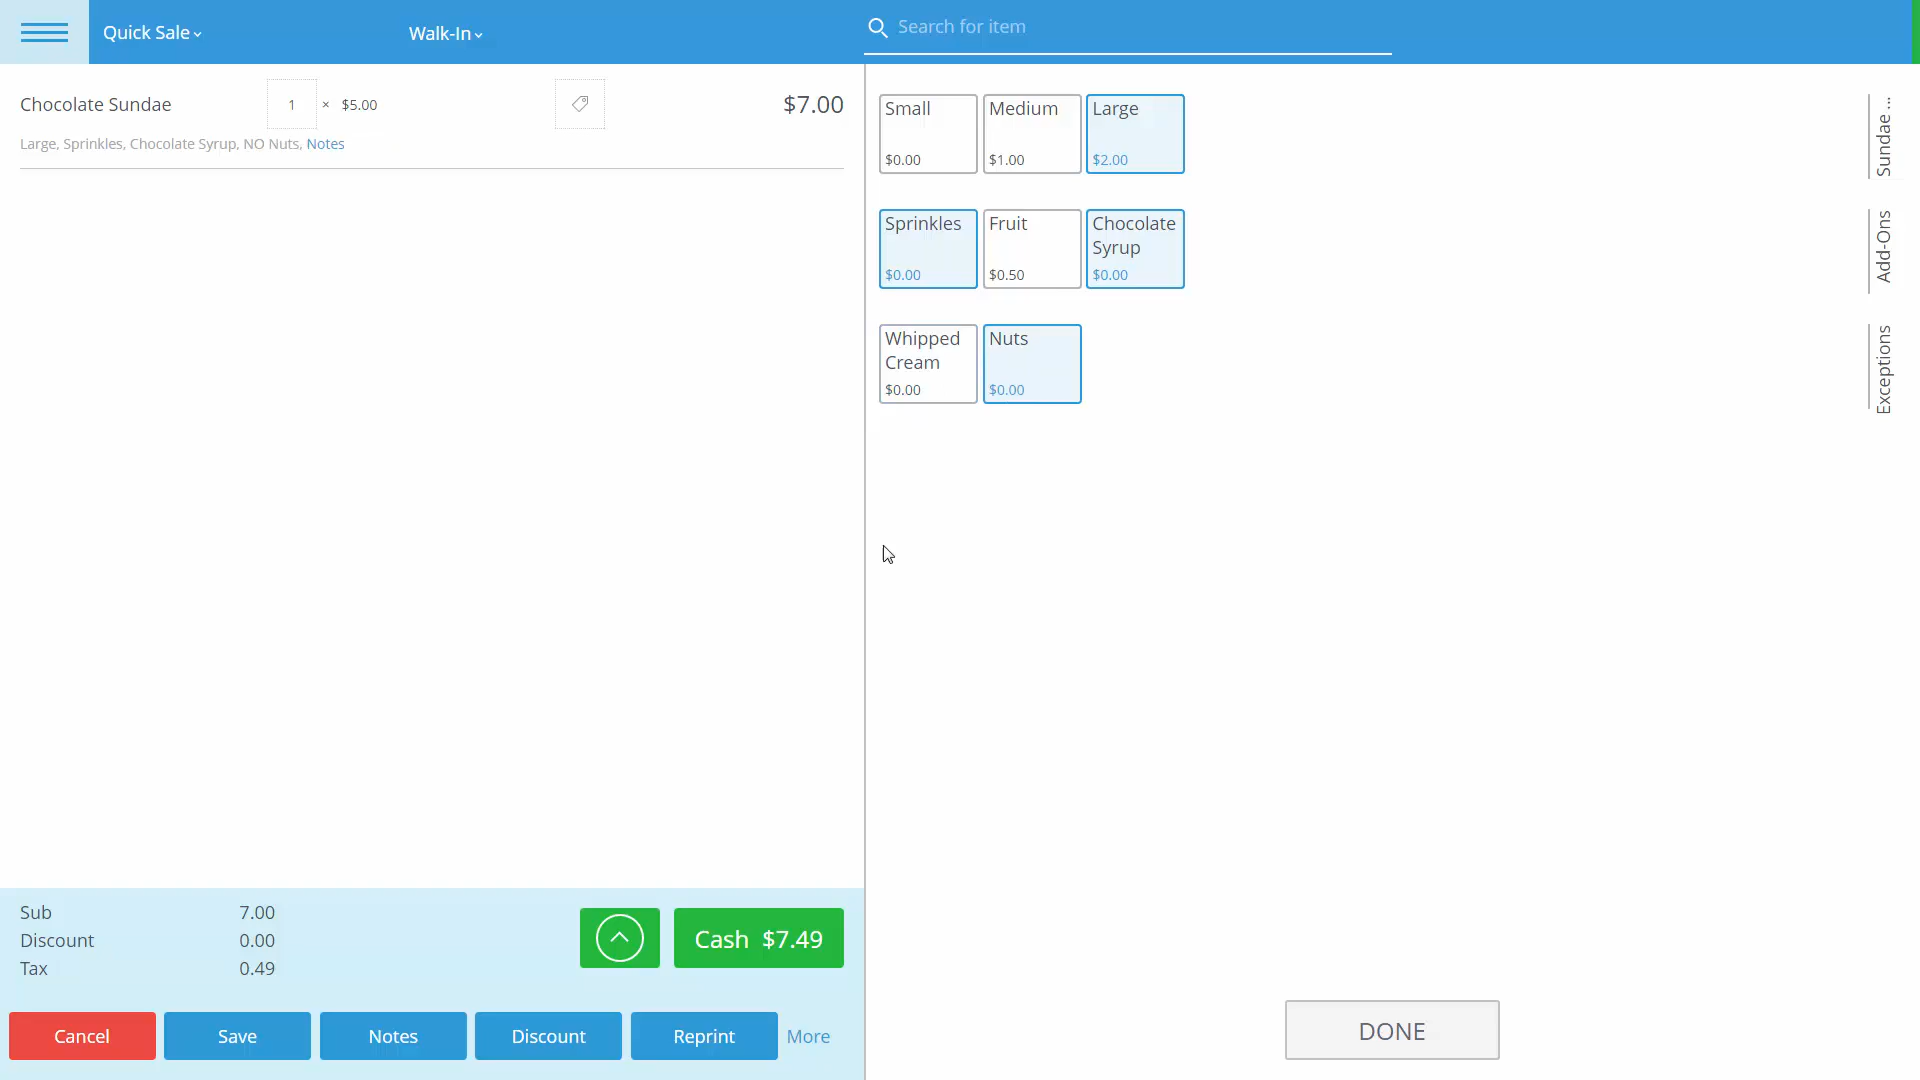 Quick Sale
Walk-In
Search for item
Chocolate Sundae
1 × $5.00
$7.00
Large, Sprinkles, Chocolate Syrup, NO Nuts, Notes
Small
$0.00
Medium
$1.00
Large
$2.00
Sundae ...
Sprinkles
$0.00
Fruit
$0.50
Chocolate
Syrup
$0.00
Add-Ons
Whipped
Cream
$0.00
Nuts
$0.00
Exceptions
Sub 7.00
Discount 0.00
Tax 0.49
Cash $7.49
Cancel
Save
Notes
Discount
Reprint
More
DONE